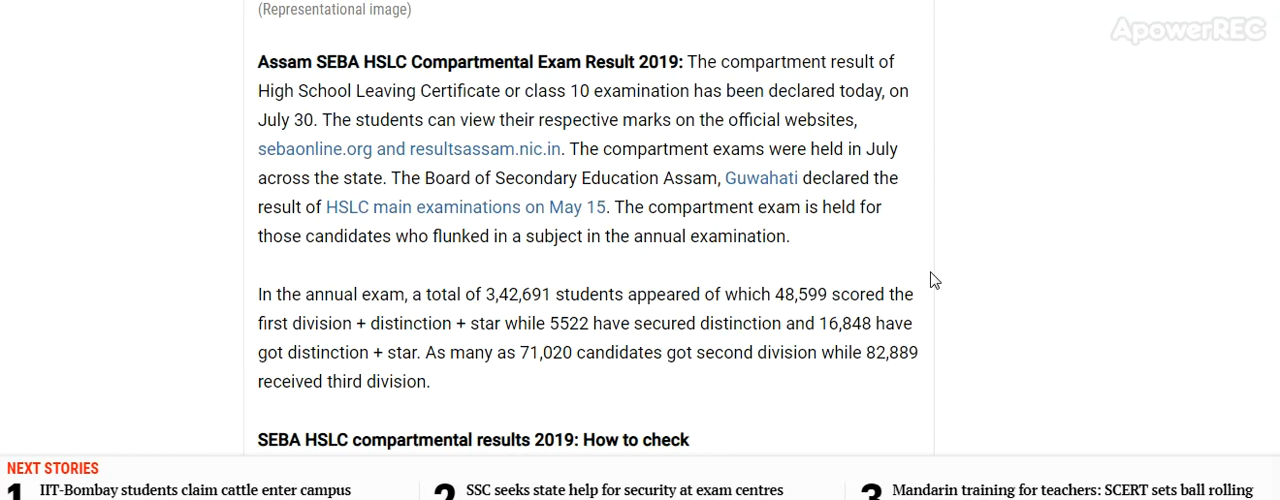 (Representational image)
ApowerREC
Assam SEBA HSLC Compartmental Exam Result 2019: The compartment result of
High School Leaving Certificate or class 10 examination has been declared today, on
July 30. The students can view their respective marks on the official websites,
sebaonline.org and resultsassam.nic.in. The compartment exams were held in July
across the state. The Board of Secondary Education Assam, Guwahati declared the
result of HSLC main examinations on May 15. The compartment exam is held for
those candidates who flunked in a subject in the annual examination.
In the annual exam, a total of 3,42,691 students appeared of which 48,599 scored the
first division + distinction + star while 5522 have secured distinction and 16,848 have
got distinction + star. As many as 71,020 candidates got second division while 82,889
received third division.
SEBA HSLC compartmental results 2019: How to check
NEXT STORIES
1 IIT-Bombay students claim cattle enter campus
2 SSC seeks state help for security at exam centres
3 Mandarin training for teachers: SCERT sets ball rolling